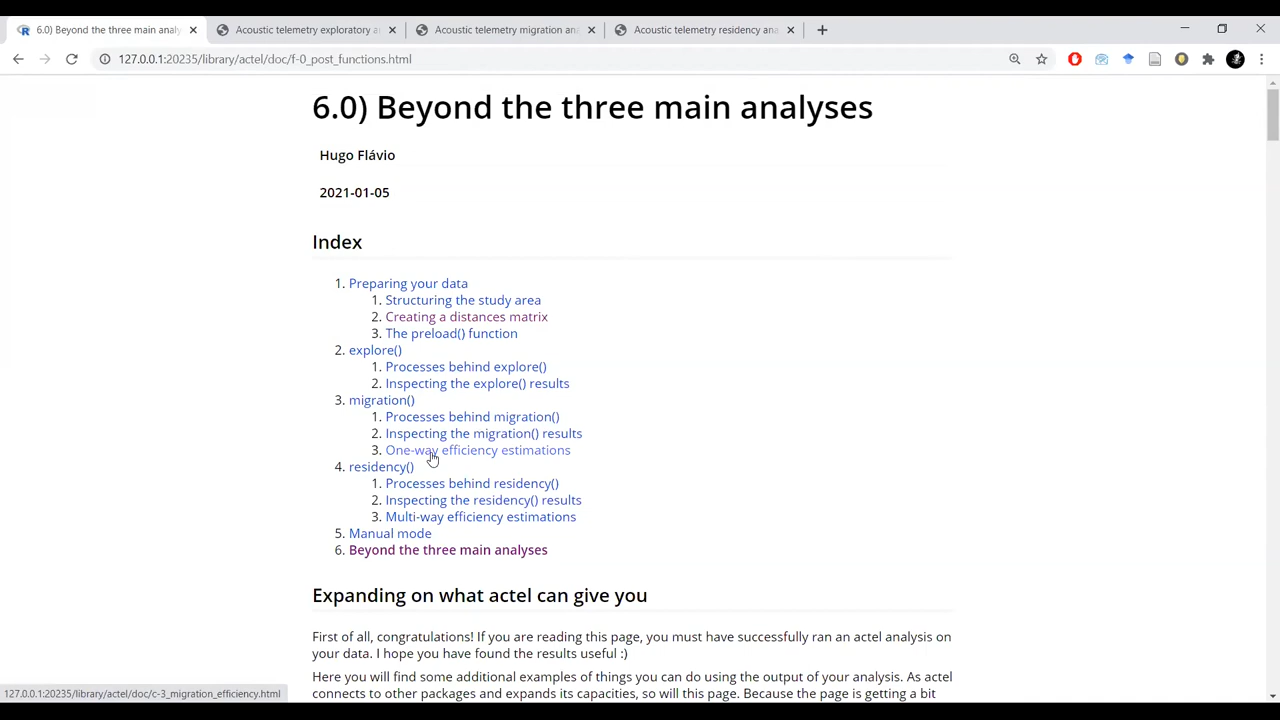 6.0) Beyond the three main analy
Acoustic telemetry exploratory a
Acoustic telemetry migration an
Acoustic telemetry residency ana
127.0.0.1:20235/library/actel/doc/f-0_post_functions.html
6.0) Beyond the three main analyses
Hugo Flávio
2021-01-05
Index
1. Preparing your data
1. Structuring the study area
2. Creating a distances matrix
3. The preload() function
2. explore()
1. Processes behind explore()
2. Inspecting the explore() results
3. migration()
1. Processes behind migration()
2. Inspecting the migration() results
3. One-way efficiency estimations
4. residency()
1. Processes behind residency()
2. Inspecting the residency() results
3. Multi-way efficiency estimations
5. Manual mode
6. Beyond the three main analyses
Expanding on what actel can give you
First of all, congratulations! If you are reading this page, you must have successfully ran an actel analysis on
your data. I hope you have found the results useful :)
Here you will find some additional examples of things you can do using the output of your analysis. As actel
connects to other packages and expands its capacities, so will this page. Because the page is getting a bit
127.0.0.1:20235/library/actel/doc/c-3_migration_efficiency.html